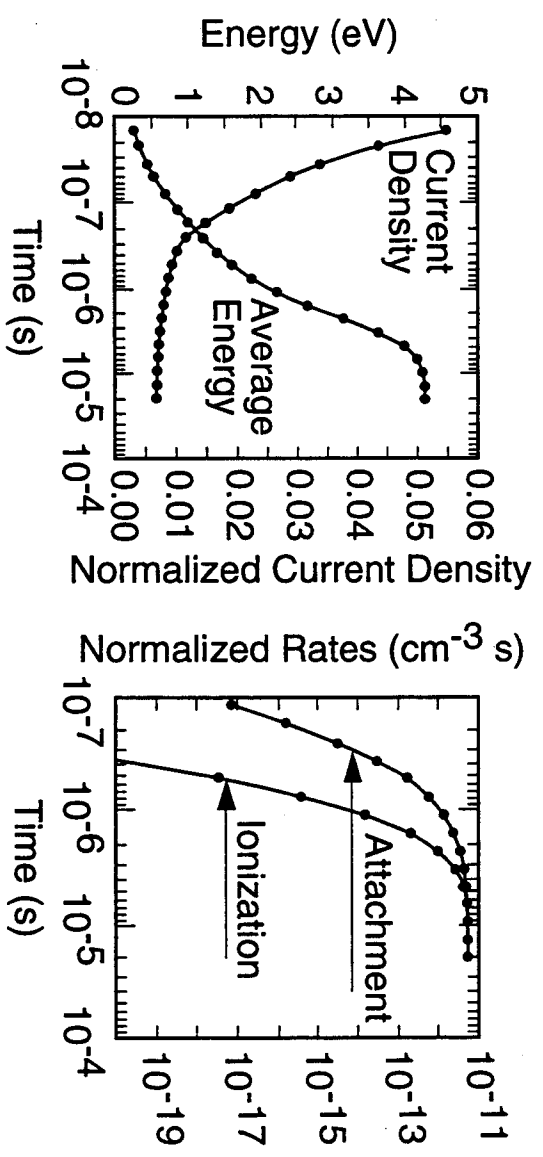 Energy (eV)
0 1 2 3 4 5
10-8 10-7 10-6 10-5 10-4
Time (s)
Current
Density
Average
Energy
0.00 0.01 0.02 0.03 0.04 0.05 0.06
Normalized Current Density
Normalized Rates (cm-3 s)
10-7 10-6 10-5 10-4
Time (s)
Attachment
Ionization
10-19 10-17 10-15 10-13 10-11